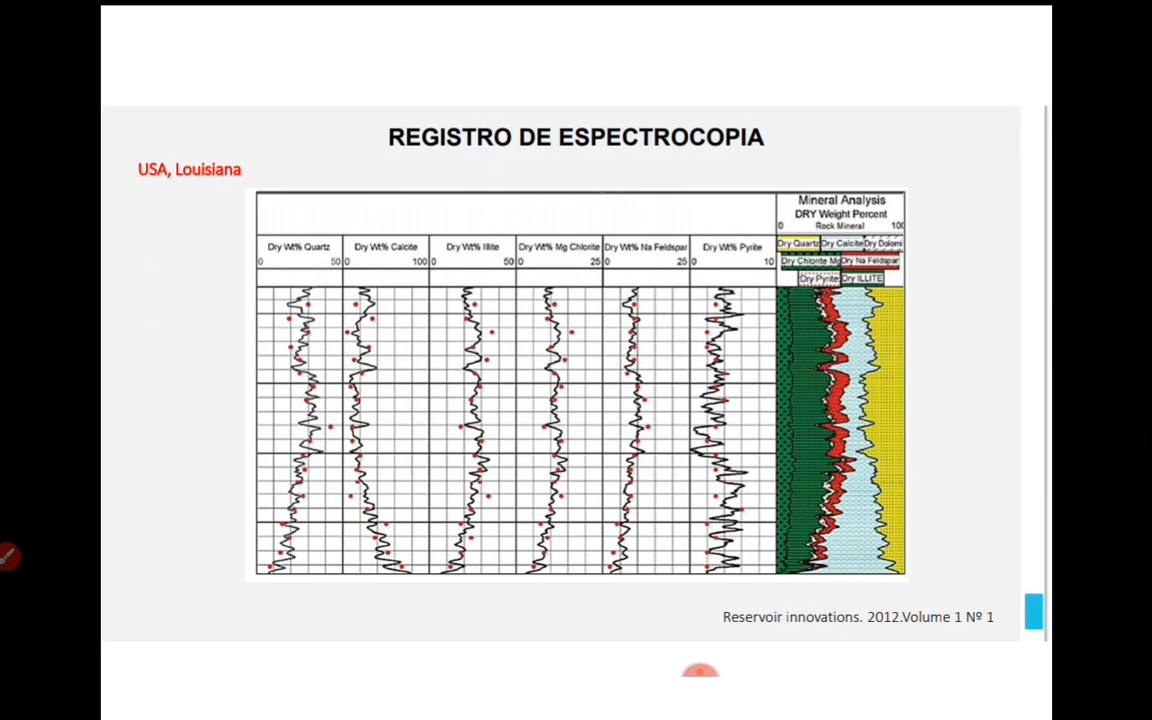 REGISTRO DE ESPECTROCOPIA
USA, Louisiana
Mineral Analysis
DRY Weight Percent
0 Rock Mineral 100
Dry Wt% Quartz Dry Wt% Calcite Dry Wt% Illite Dry Wt% Mg Chlorite Dry Wt% Na Feldspar Dry Wt% Pyrite
Dry Quartz Dry Calcite Dry Dolomi
0 50 0 100 0 50 0 25 0 25 0 10
Dry Chlorite Mg Dry Na Feldspar
Dry Pyrite Dry ILLITE
Reservoir innovations. 2012.Volume 1 Nº 1